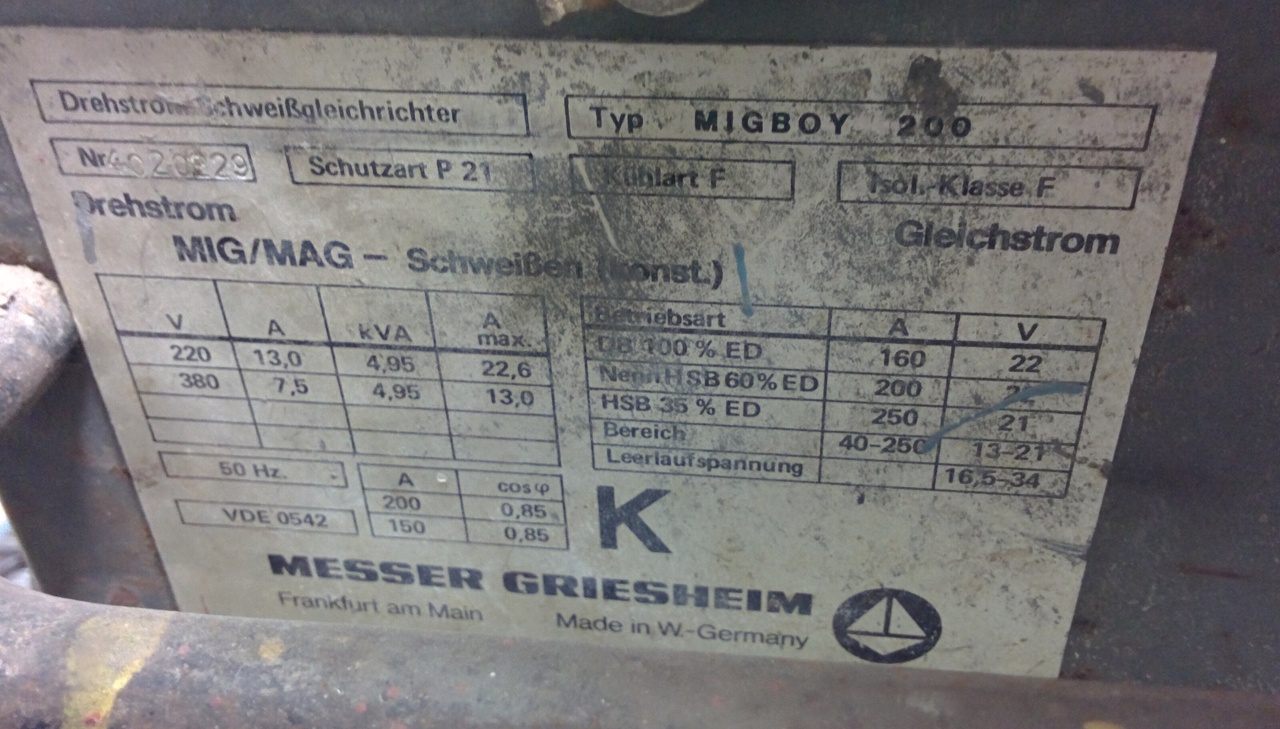 Drehstrom-Schweißgleichrichter
Typ MIGBOY 200
Nr
Schutzart P 21
Kühlart F
Isol.-Klasse F
Drehstrom
Gleichstrom
MIG/MAG – Schweißen (konst.)
V A kVA A max.
220 13,0 4,95 22,6
380 7,5 4,95 13,0
Betriebsart A V
DB 100 % ED 160 22
Nenn HSB 60% ED 200
HSB 35 % ED 250 21
Bereich 40-250 13-21
Leerlaufspannung 16,5-34
50 Hz.
VDE 0542
A cosφ
200 0,85
150 0,85
K
MESSER GRIESHEIM
Frankfurt am Main
Made in W.-Germany